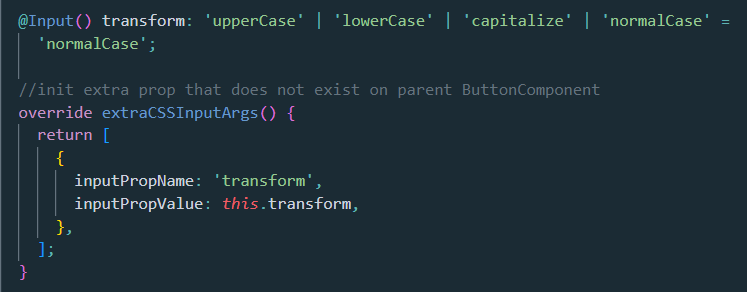 @Input() transform: 'upperCase' | 'lowerCase' | 'capitalize' | 'normalCase' =
'normalCase';
//init extra prop that does not exist on parent ButtonComponent
override extraCSSInputArgs() {
return [
{
inputPropName: 'transform',
inputPropValue: this.transform,
},
];
}